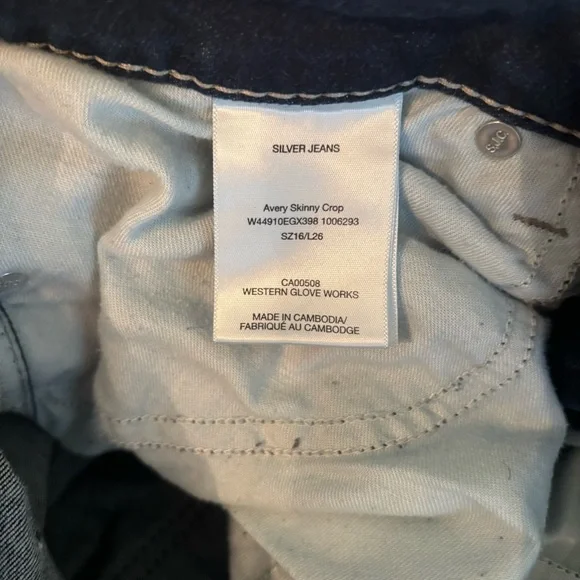 SILVER JEANS
Avery Skinny Crop
W44910EGX398 1006293
SZ16/L26
CA00508
WESTERN GLOVE WORKS
MADE IN CAMBODIA/
FABRIQUÉ AU CAMBODGE
SJC